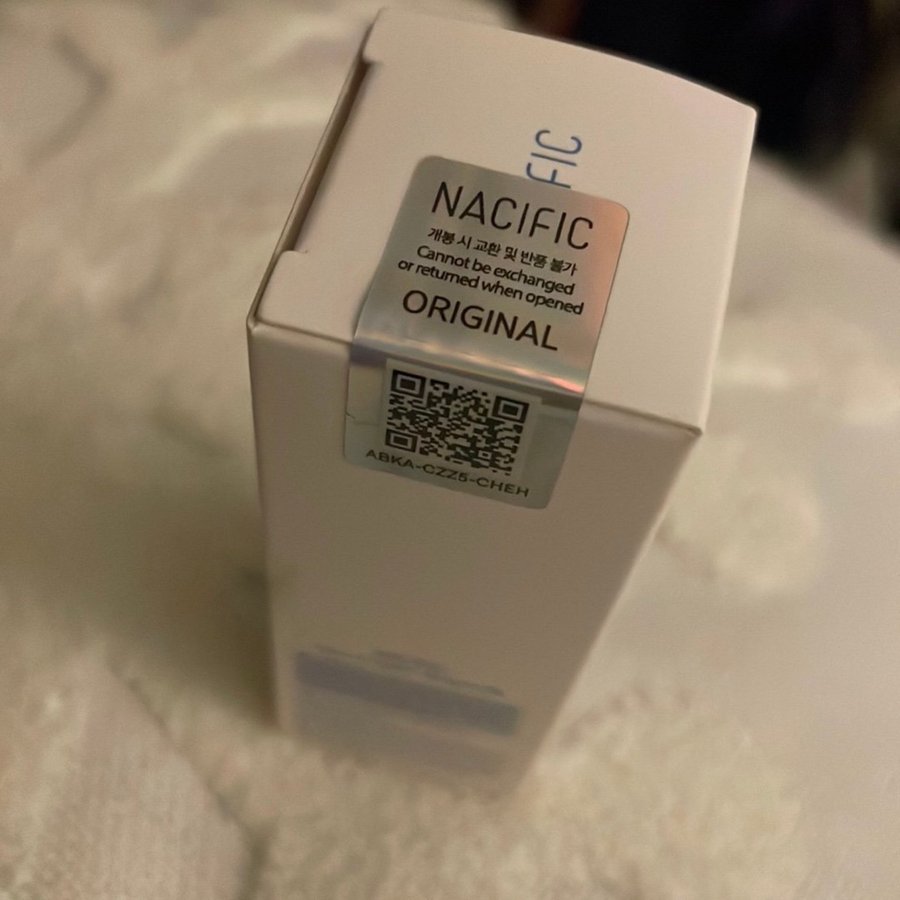 FIC
NACIFIC
개봉 시 교환 및 반품 불가
Cannot be exchanged
or returned when opened
ORIGINAL
ABKA-CZZ5-CHEH